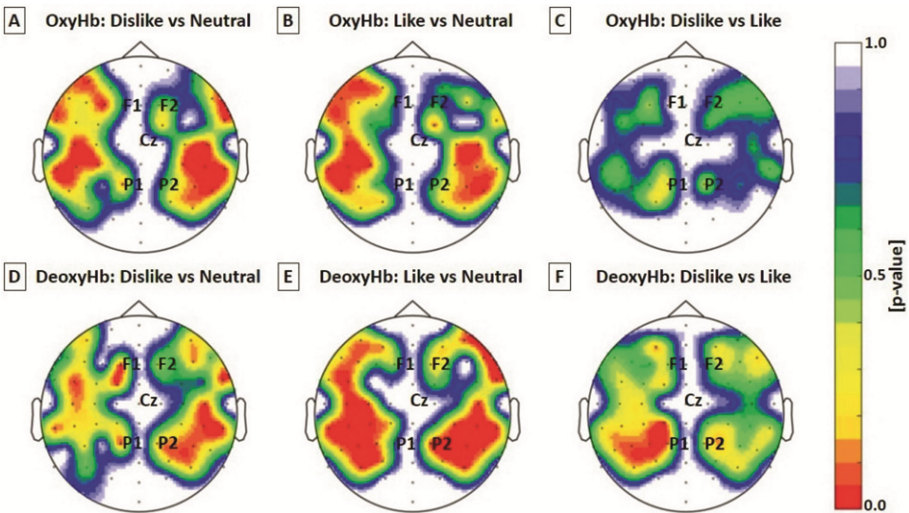 A OxyHb: Dislike vs Neutral
B OxyHb: Like vs Neutral
C OxyHb: Dislike vs Like
F1 F2
Cz
P1 P2
F1 F2
Cz
P1 P2
F1 F2
Cz
P1 P2
D DeoxyHb: Dislike vs Neutral
E DeoxyHb: Like vs Neutral
F DeoxyHb: Dislike vs Like
F1 F2
Cz
P1 P2
F1 F2
Cz
P1 P2
F1 F2
Cz
P1 P2
1.0
0.5
0.0
[p-value]